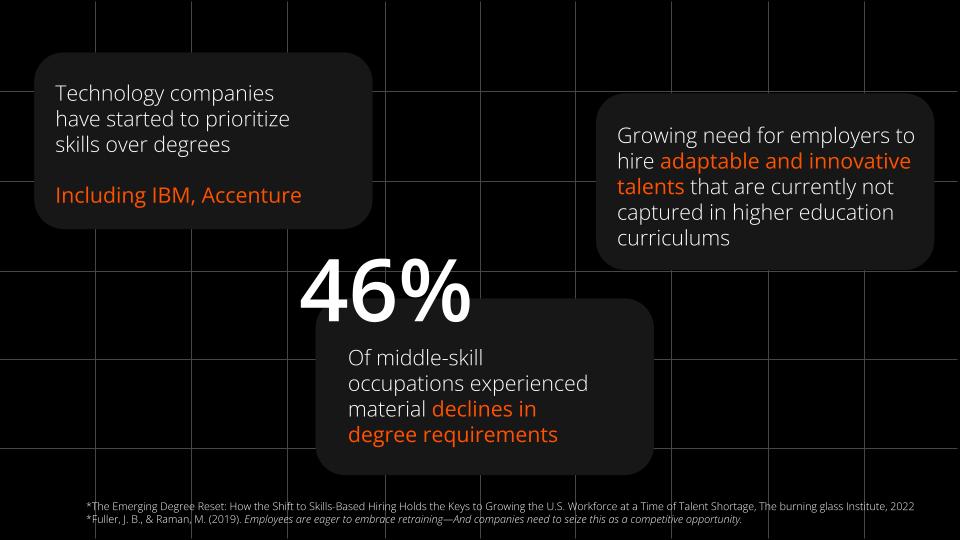 Technology companies
have started to prioritize
skills over degrees
Including IBM, Accenture
Growing need for employers to
hire adaptable and innovative
talents that are currently not
captured in higher education
curriculums
46%
Of middle-skill
occupations experienced
material declines in
degree requirements
*The Emerging Degree Reset: How the Shift to Skills-Based Hiring Holds the Keys to Growing the U.S. Workforce at a Time of Talent Shortage, The burning glass Institute, 2022
*Fuller, J. B., & Raman, M. (2019). Employees are eager to embrace retraining—And companies need to seize this as a competitive opportunity.